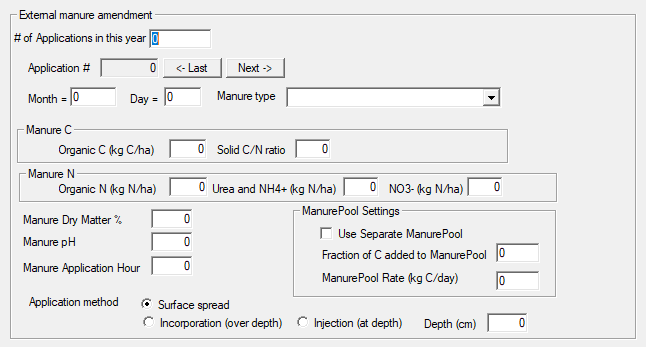 External manure amendment
# of Applications in this year 0
Application # 0 <- Last Next ->
Month = 0 Day = 0 Manure type
Manure C
Organic C (kg C/ha) 0 Solid C/N ratio 0
Manure N
Organic N (kg N/ha) 0 Urea and NH4+ (kg N/ha) 0 NO3- (kg N/ha) 0
Manure Dry Matter % 0
Manure pH 0
Manure Application Hour 0
ManurePool Settings
Use Separate ManurePool
Fraction of C added to ManurePool 0
ManurePool Rate (kg C/day) 0
Application method Surface spread
Incorporation (over depth) Injection (at depth) Depth (cm) 0